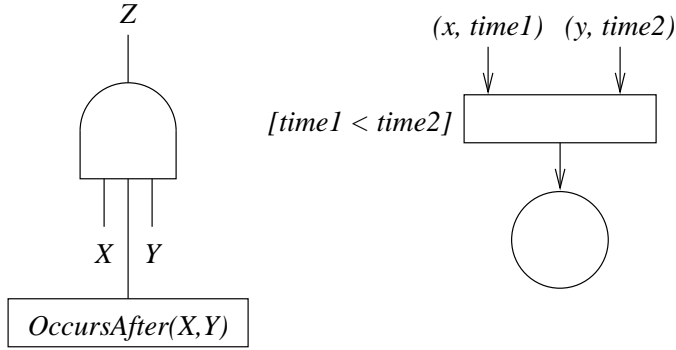 Z
X Y
OccursAfter(X,Y)
(x, time1) (y, time2)
[time1 < time2]